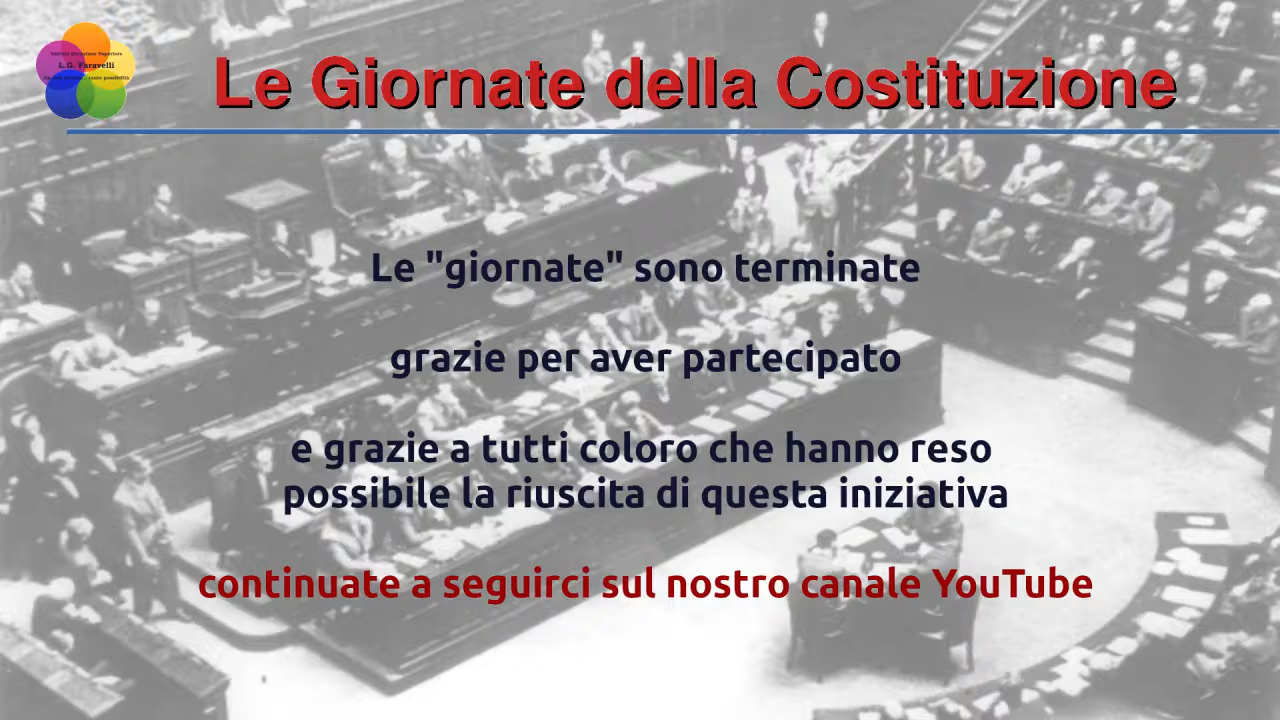 L.G. Faravelli
Le Giornate della Costituzione
Le "giornate" sono terminate
grazie per aver partecipato
e grazie a tutti coloro che hanno reso
possibile la riuscita di questa iniziativa
continuate a seguirci sul nostro canale YouTube